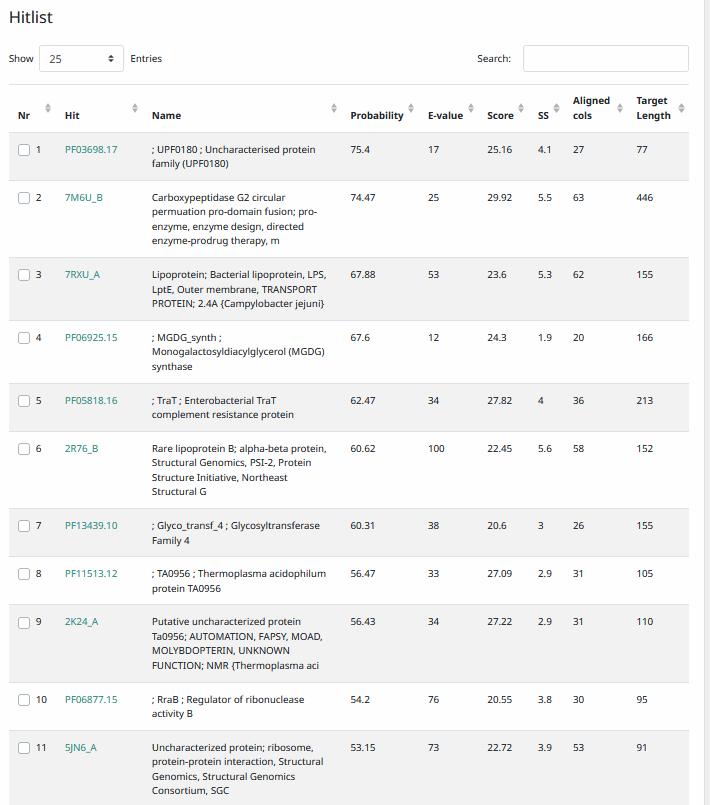 Hitlist
Show 25 Entries Search:
Nr Hit Name Probability E-value Score SS Aligned cols Target Length
1 PF03698.17 ; UPF0180 ; Uncharacterised protein 75.4 17 25.16 4.1 27 77
family (UPF0180)
2 7M6U_B Carboxypeptidase G2 circular 74.47 25 29.92 5.5 63 446
permuation pro-domain fusion; pro-
enzyme, enzyme design, directed
enzyme-prodrug therapy, m
3 7RXU_A Lipoprotein; Bacterial lipoprotein, LPS, 67.88 53 23.6 5.3 62 155
LptE, Outer membrane, TRANSPORT
PROTEIN; 2.4A {Campylobacter jejuni}
4 PF06925.15 ; MGDG_synth ; 67.6 12 24.3 1.9 20 166
Monogalactosyldiacylglycerol (MGDG)
synthase
5 PF05818.16 ; TraT ; Enterobacterial TraT 62.47 34 27.82 4 36 213
complement resistance protein
6 2R76_B Rare lipoprotein B; alpha-beta protein, 60.62 100 22.45 5.6 58 152
Structural Genomics, PSI-2, Protein
Structure Initiative, Northeast
Structural G
7 PF13439.10 ; Glyco_transf_4 ; Glycosyltransferase 60.31 38 20.6 3 26 155
Family 4
8 PF11513.12 ; TA0956 ; Thermoplasma acidophilum 56.47 33 27.09 2.9 31 105
protein TA0956
9 2K24_A Putative uncharacterized protein 56.43 34 27.22 2.9 31 110
Ta0956; AUTOMATION, FAPSY, MOAD,
MOLYBDOPTERIN, UNKNOWN
FUNCTION; NMR {Thermoplasma aci
10 PF06877.15 ; RraB ; Regulator of ribonuclease 54.2 76 20.55 3.8 30 95
activity B
11 5JN6_A Uncharacterized protein; ribosome, 53.15 73 22.72 3.9 53 91
protein-protein interaction, Structural
Genomics, Structural Genomics
Consortium, SGC